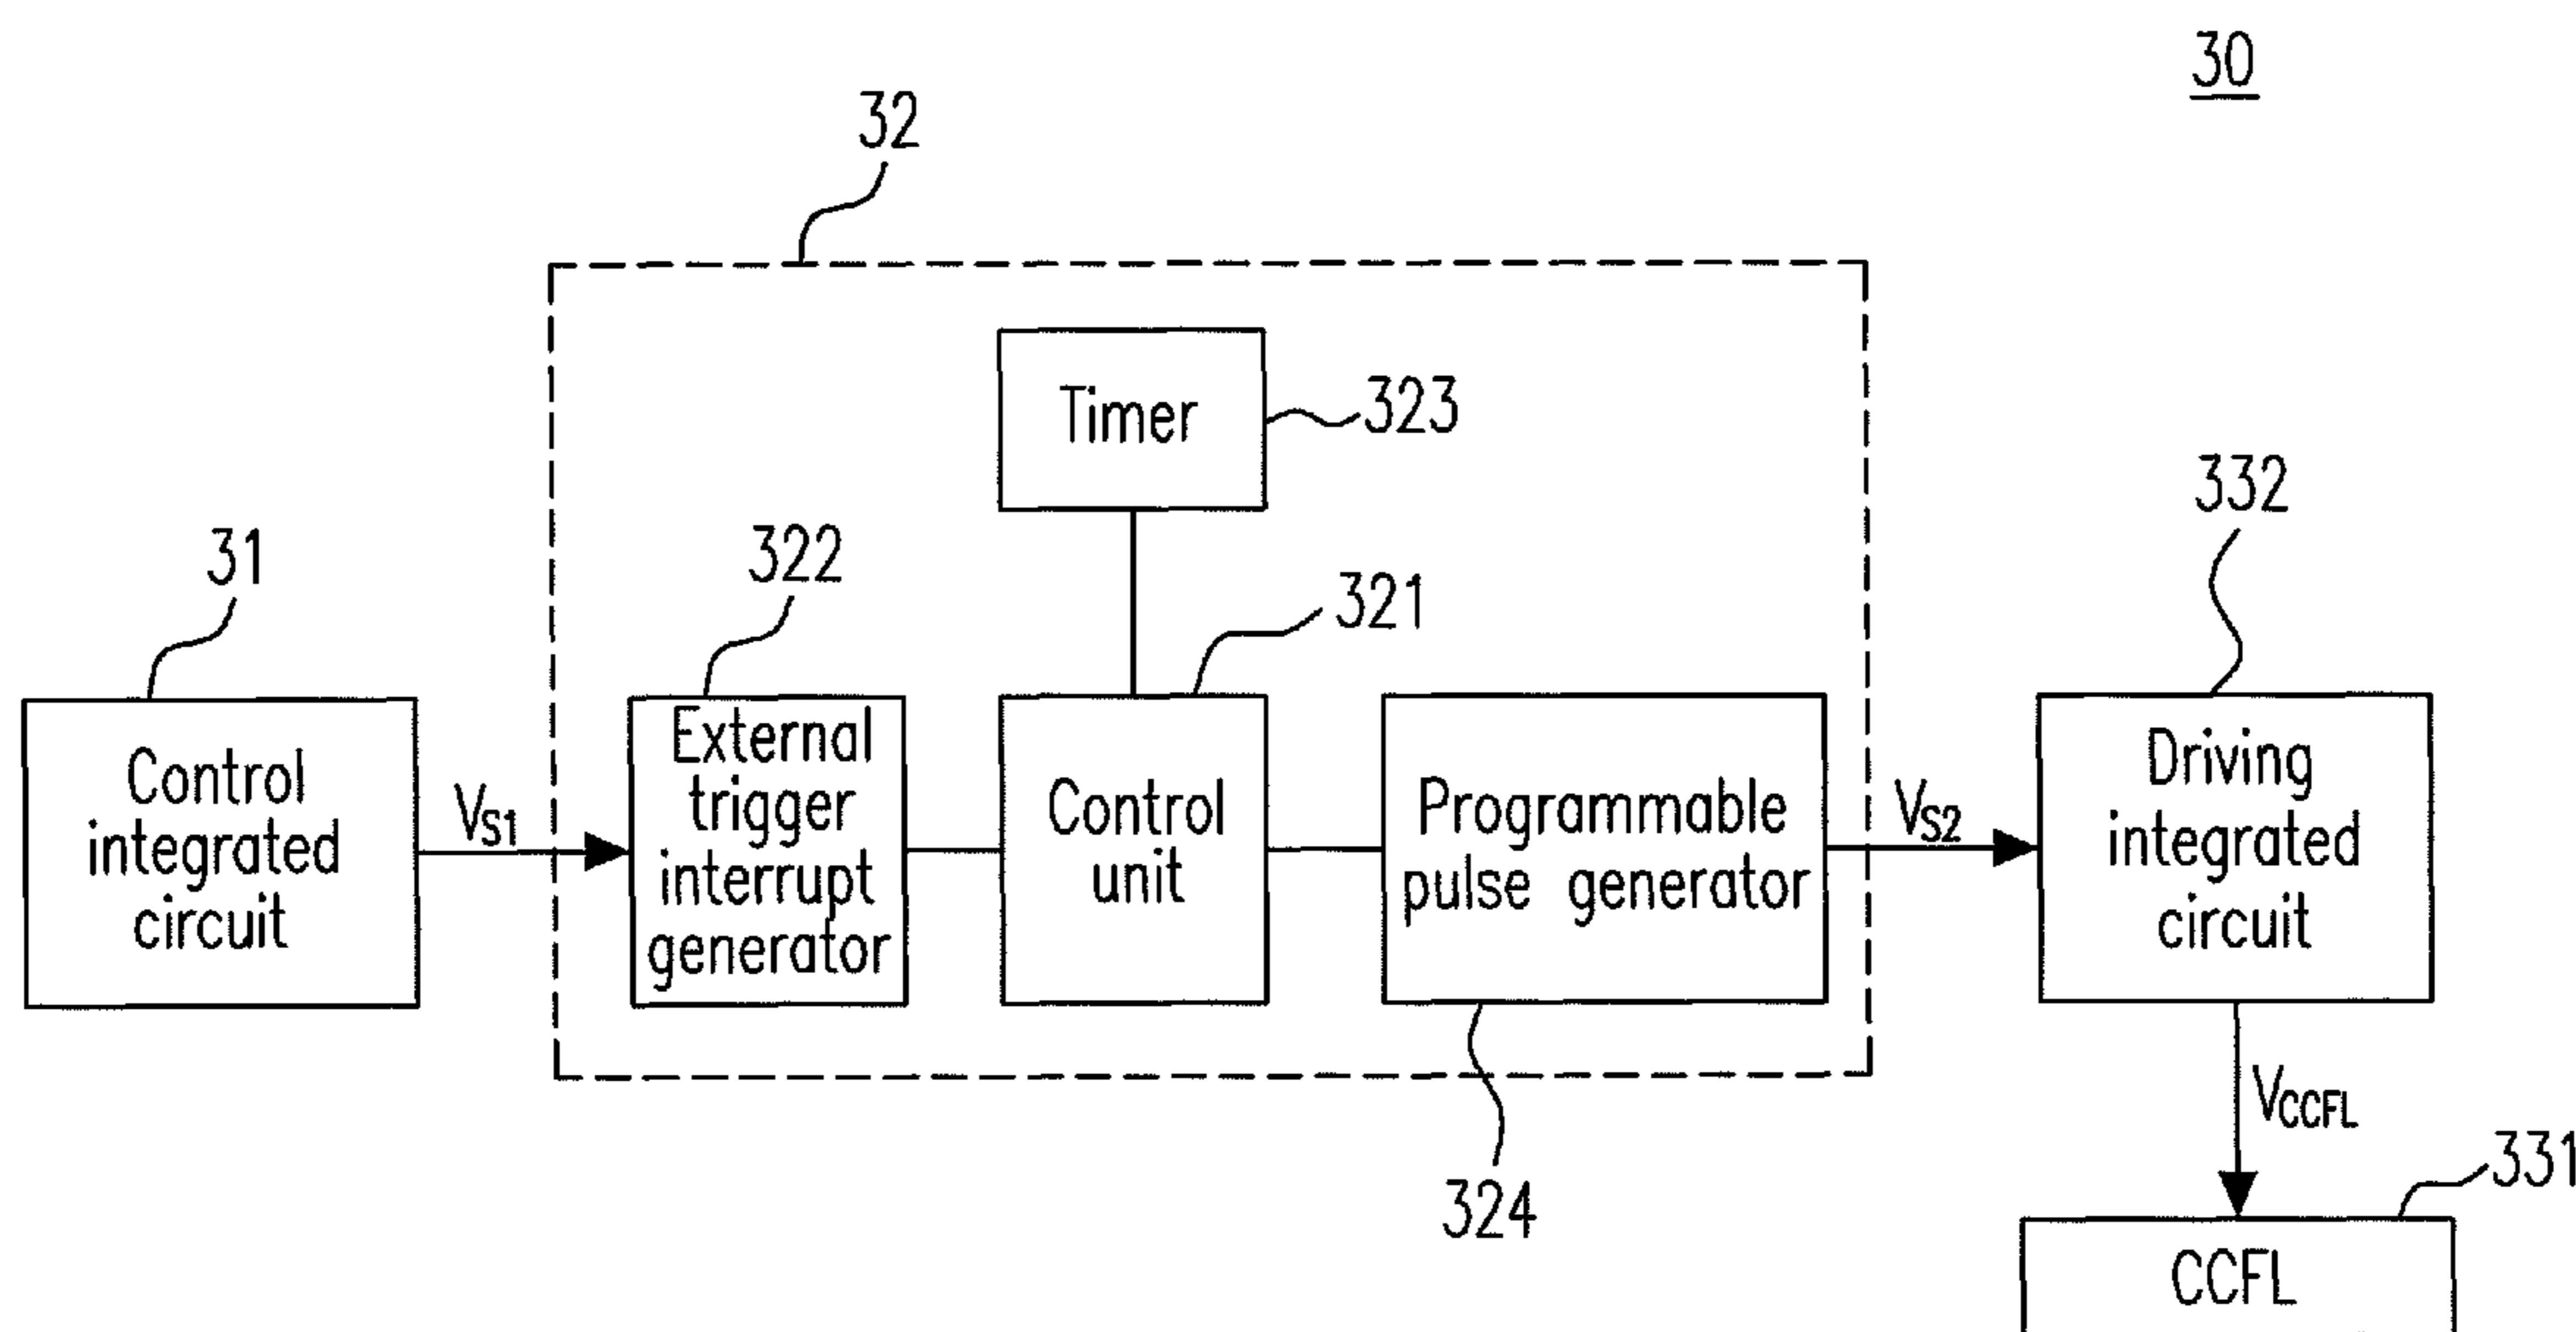 30
32
Timer
323
332
31
322
321
Control
integrated
circuit
VS1
External
trigger
interrupt
generator
Control
unit
Programmable
pulse generator
VS2
Driving
integrated
circuit
VCCFL
324
331
CCFL